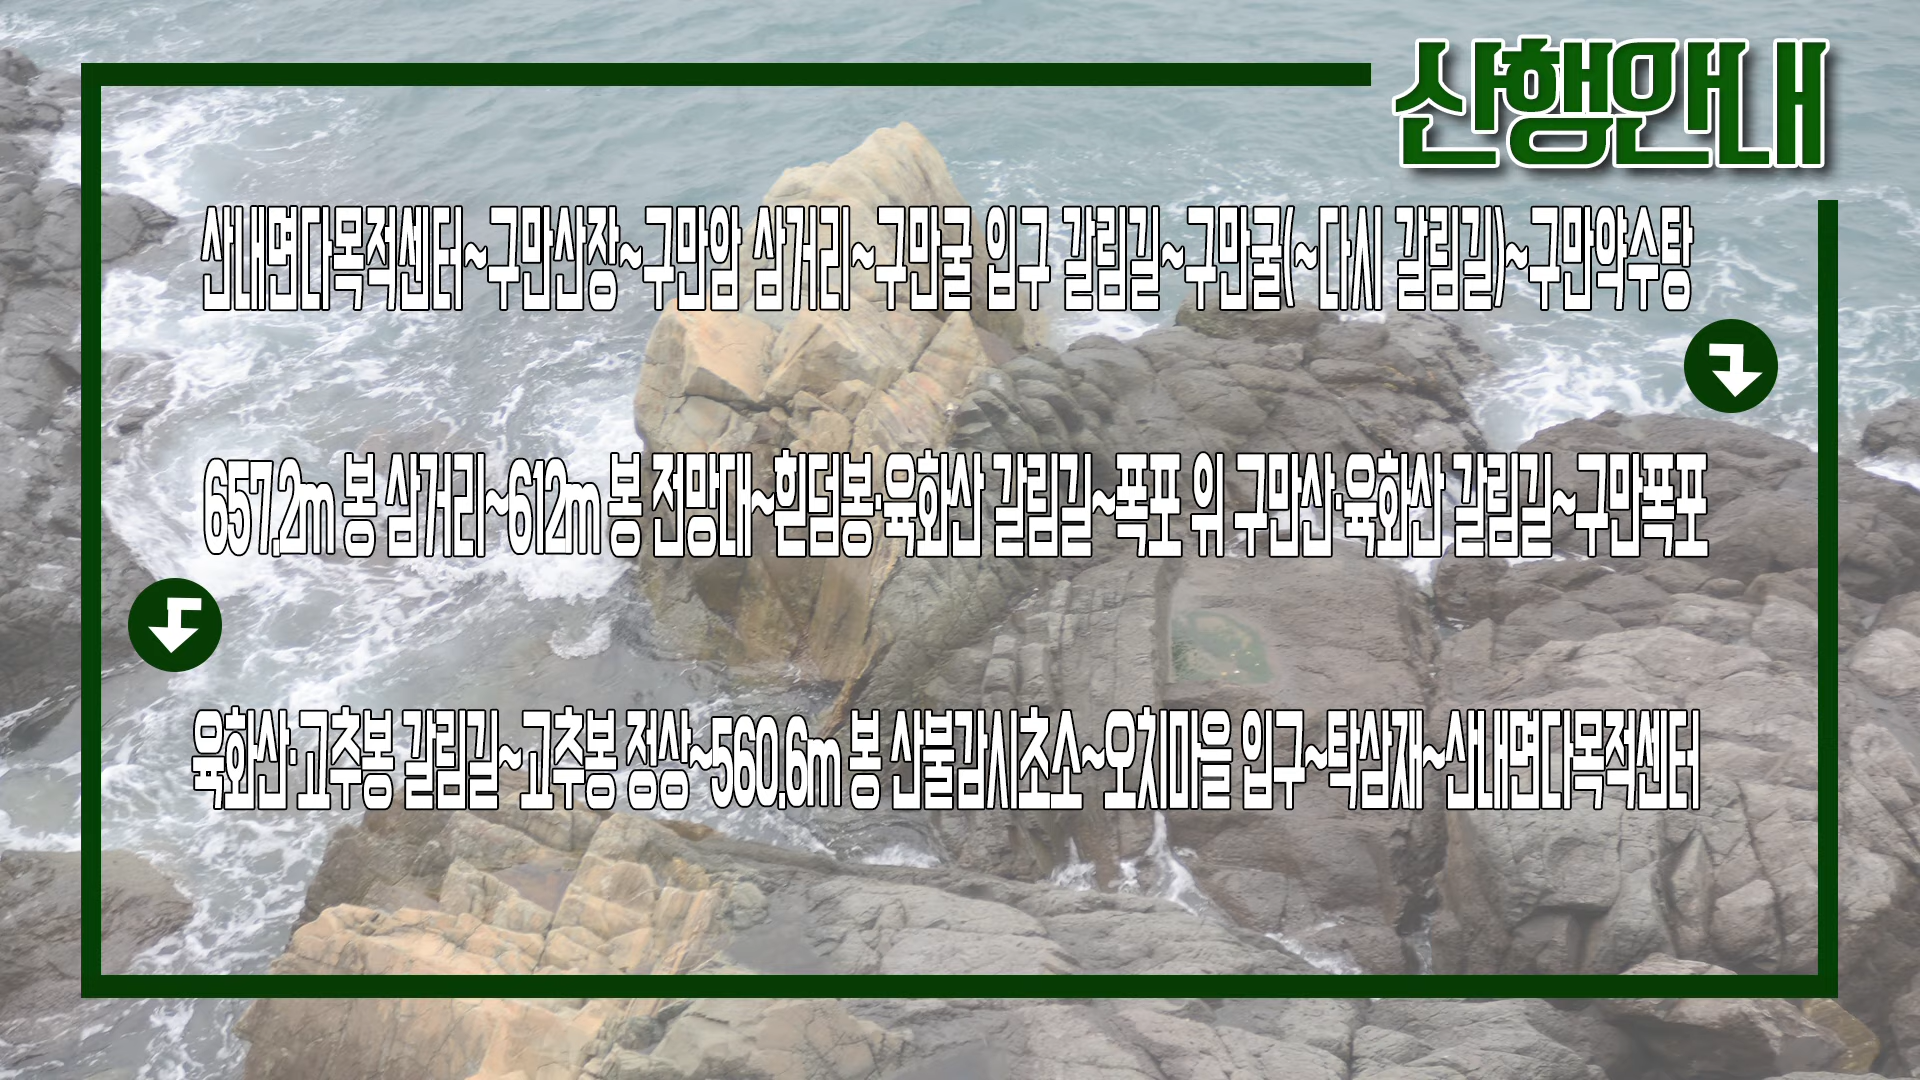 산행안내
산내면다목적센터~구만산장~구만암 삼거리~구만굴 입구 갈림길~구만굴(~다시 갈림길)~구만약수탕
657.2m 봉 삼거리~612m 봉 전망대~흰덤봉·육화산 갈림길~폭포 위 구만산·육화산 갈림길~구만폭포
육화산·고추봉 갈림길~고추봉 정상~560.6m 봉 산불감시초소~오치마을 입구~탁삼재~산내면다목적센터